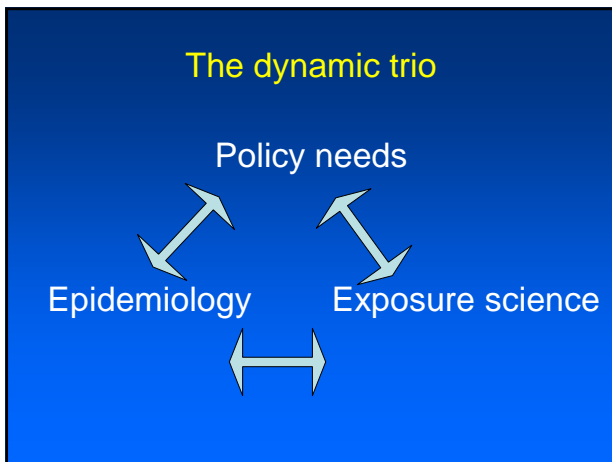 The dynamic trio
Policy needs
Epidemiology
Exposure science